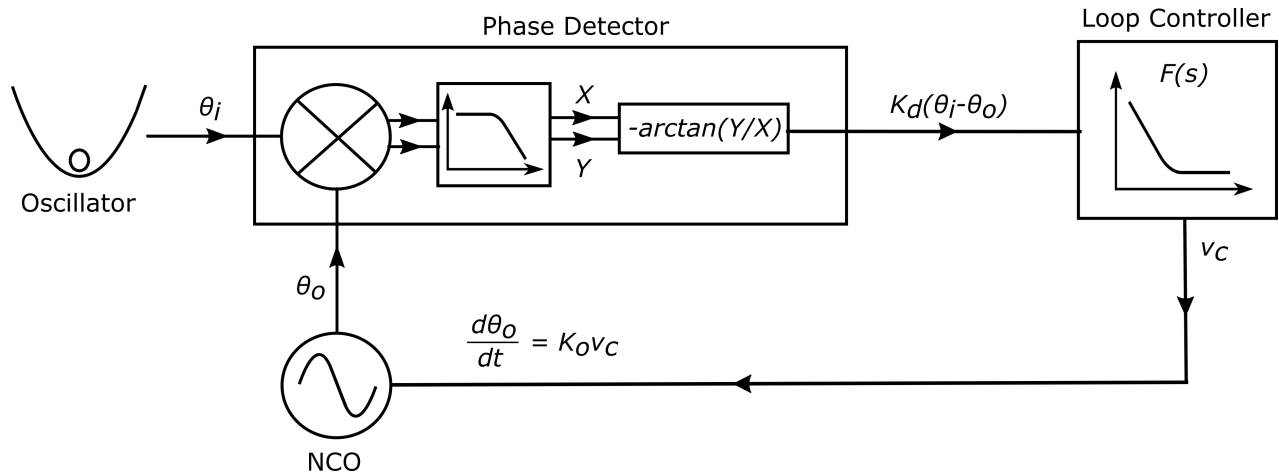 Phase Detector
Loop Controller
θi
X
Y
-arctan(Y/X)
Kd(θi-θo)
F(s)
Oscillator
vc
θo
dθo
dt
= Kovc
NCO